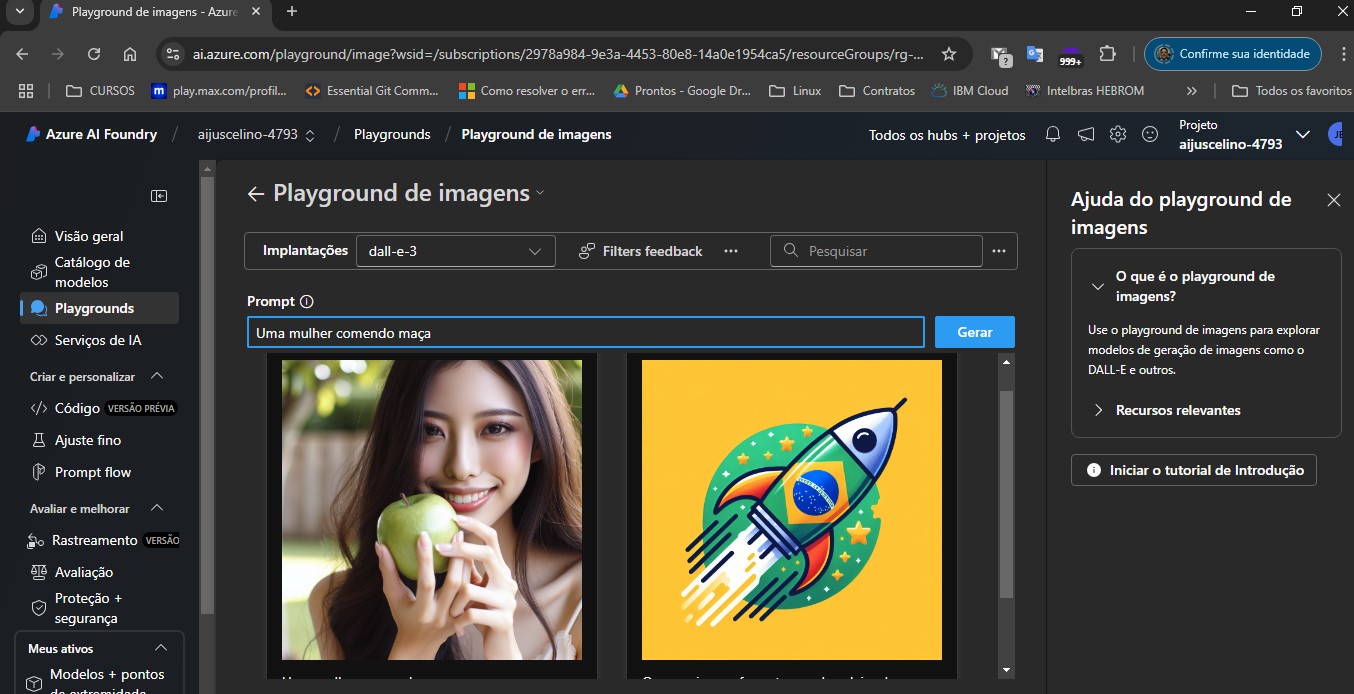 Playground de imagens - Azure
ai.azure.com/playground/image?wsid=/subscriptions/2978a984-9e3a-4453-80e8-14a0e1954ca5/resourceGroups/rg-...
?
999+
Confirme sua identidade
CURSOS
m
play.max.com/profil...
Essential Git Comm...
Como resolver o err...
Prontos - Google Dr...
Linux
Contratos
IBM Cloud
Intelbras HEBROM
Todos os favoritos
Azure AI Foundry / aijuscelino-4793 / Playgrounds / Playground de imagens
Todos os hubs + projetos
Projeto
aijuscelino-4793
JE
Visão geral
Catálogo de
modelos
Playgrounds
Serviços de IA
Criar e personalizar
Código VERSÃO PRÉVIA
Ajuste fino
Prompt flow
Avaliar e melhorar
Rastreamento VERSÃO
Avaliação
Proteção +
segurança
Meus ativos
Modelos + pontos
de extremidade
Playground de imagens
Implantações
dall-e-3
Filters feedback
Pesquisar
Prompt
Uma mulher comendo maça
Gerar
Ajuda do playground de
imagens
O que é o playground de
imagens?
Use o playground de imagens para explorar
modelos de geração de imagens como o
DALL-E e outros.
Recursos relevantes
Iniciar o tutorial de Introdução